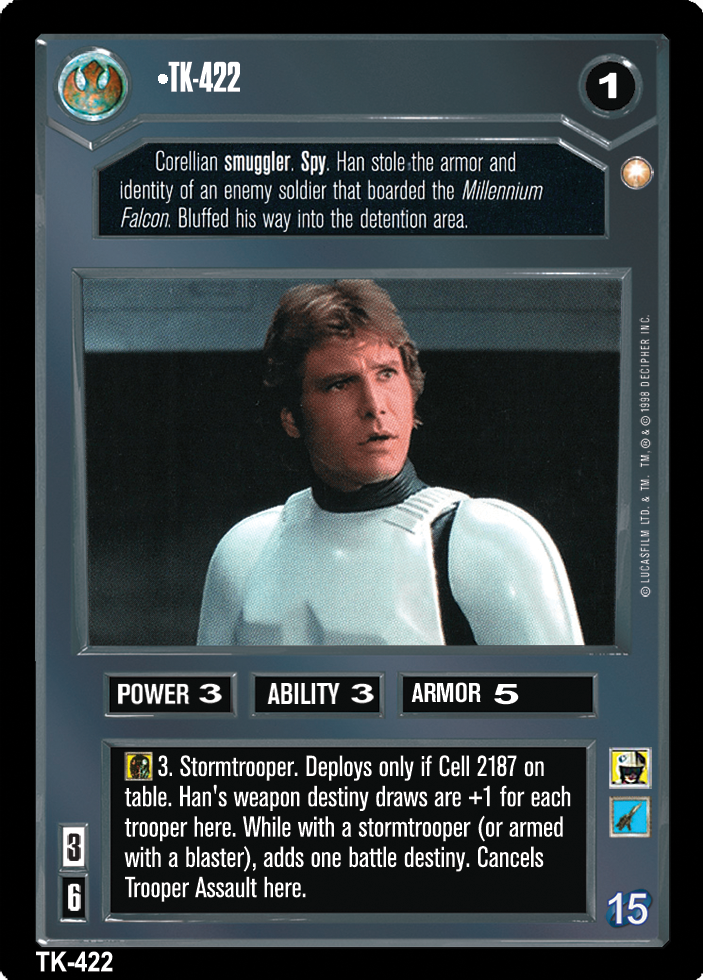 •TK-422
1
Corellian smuggler. Spy. Han stole the armor and
identity of an enemy soldier that boarded the Millennium
Falcon. Bluffed his way into the detention area.
© LUCASFILM LTD. & TM. TM, ® & © 1998 DECIPHER INC.
POWER 3
ABILITY 3
ARMOR 5
3. Stormtrooper. Deploys only if Cell 2187 on
table. Han's weapon destiny draws are +1 for each
trooper here. While with a stormtrooper (or armed
with a blaster), adds one battle destiny. Cancels
Trooper Assault here.
3
6
15
TK-422